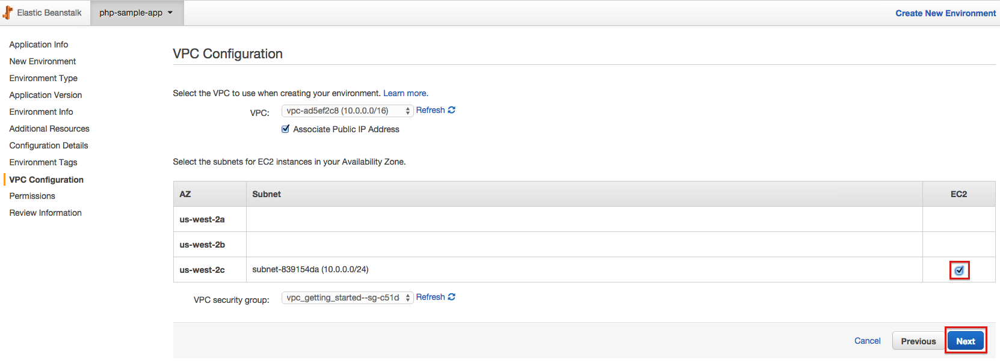 Elastic Beanstalk php-sample-app Create New Environment
Application Info
New Environment
Environment Type
Application Version
Environment Info
Additional Resources
Configuration Details
Environment Tags
VPC Configuration
Permissions
Review Information
VPC Configuration
Select the VPC to use when creating your environment. Learn more.
VPC: vpc-ad5ef2c8 (10.0.0.0/16) Refresh
Associate Public IP Address
Select the subnets for EC2 instances in your Availability Zone.
AZ Subnet EC2
us-west-2a
us-west-2b
us-west-2c subnet-839154da (10.0.0.0/24)
VPC security group: vpc_getting_started--sg-c51d Refresh
Cancel Previous Next